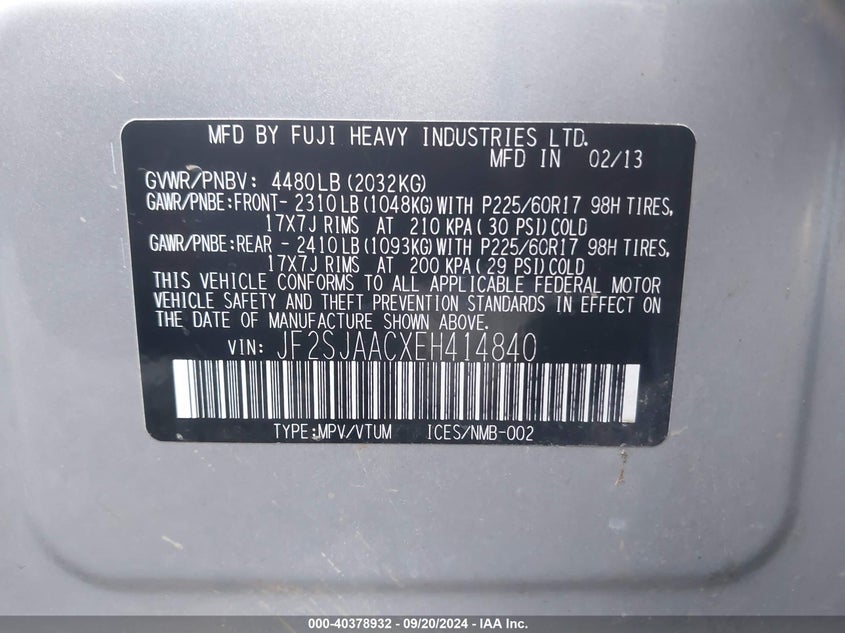 MFD BY FUJI HEAVY INDUSTRIES LTD.
MFD IN 02/13
GVWR/PNBV: 4480LB(2032KG)
GAWR/PNBE:FRONT- 2310LB(1048KG)WITH P225/60R17 98H TIRES,
17X7J RIMS AT 210 KPA( 30 PSI)COLD
GAWR/PNBE:REAR - 2410LB(1093KG)WITH P225/60R17 98H TIRES,
17X7J RIMS AT 200 KPA( 29 PSI)COLD
THIS VEHICLE CONFORMS TO ALL APPLICABLE FEDERAL MOTOR
VEHICLE SAFETY AND THEFT PREVENTION STANDARDS IN EFFECT ON
THE DATE OF MANUFACTURE SHOWN ABOVE.
VIN: JF2SJAACXEH414840
TYPE:MPV/VTUM ICES/NMB-002
000-40378932 - 09/20/2024 - IAA Inc.